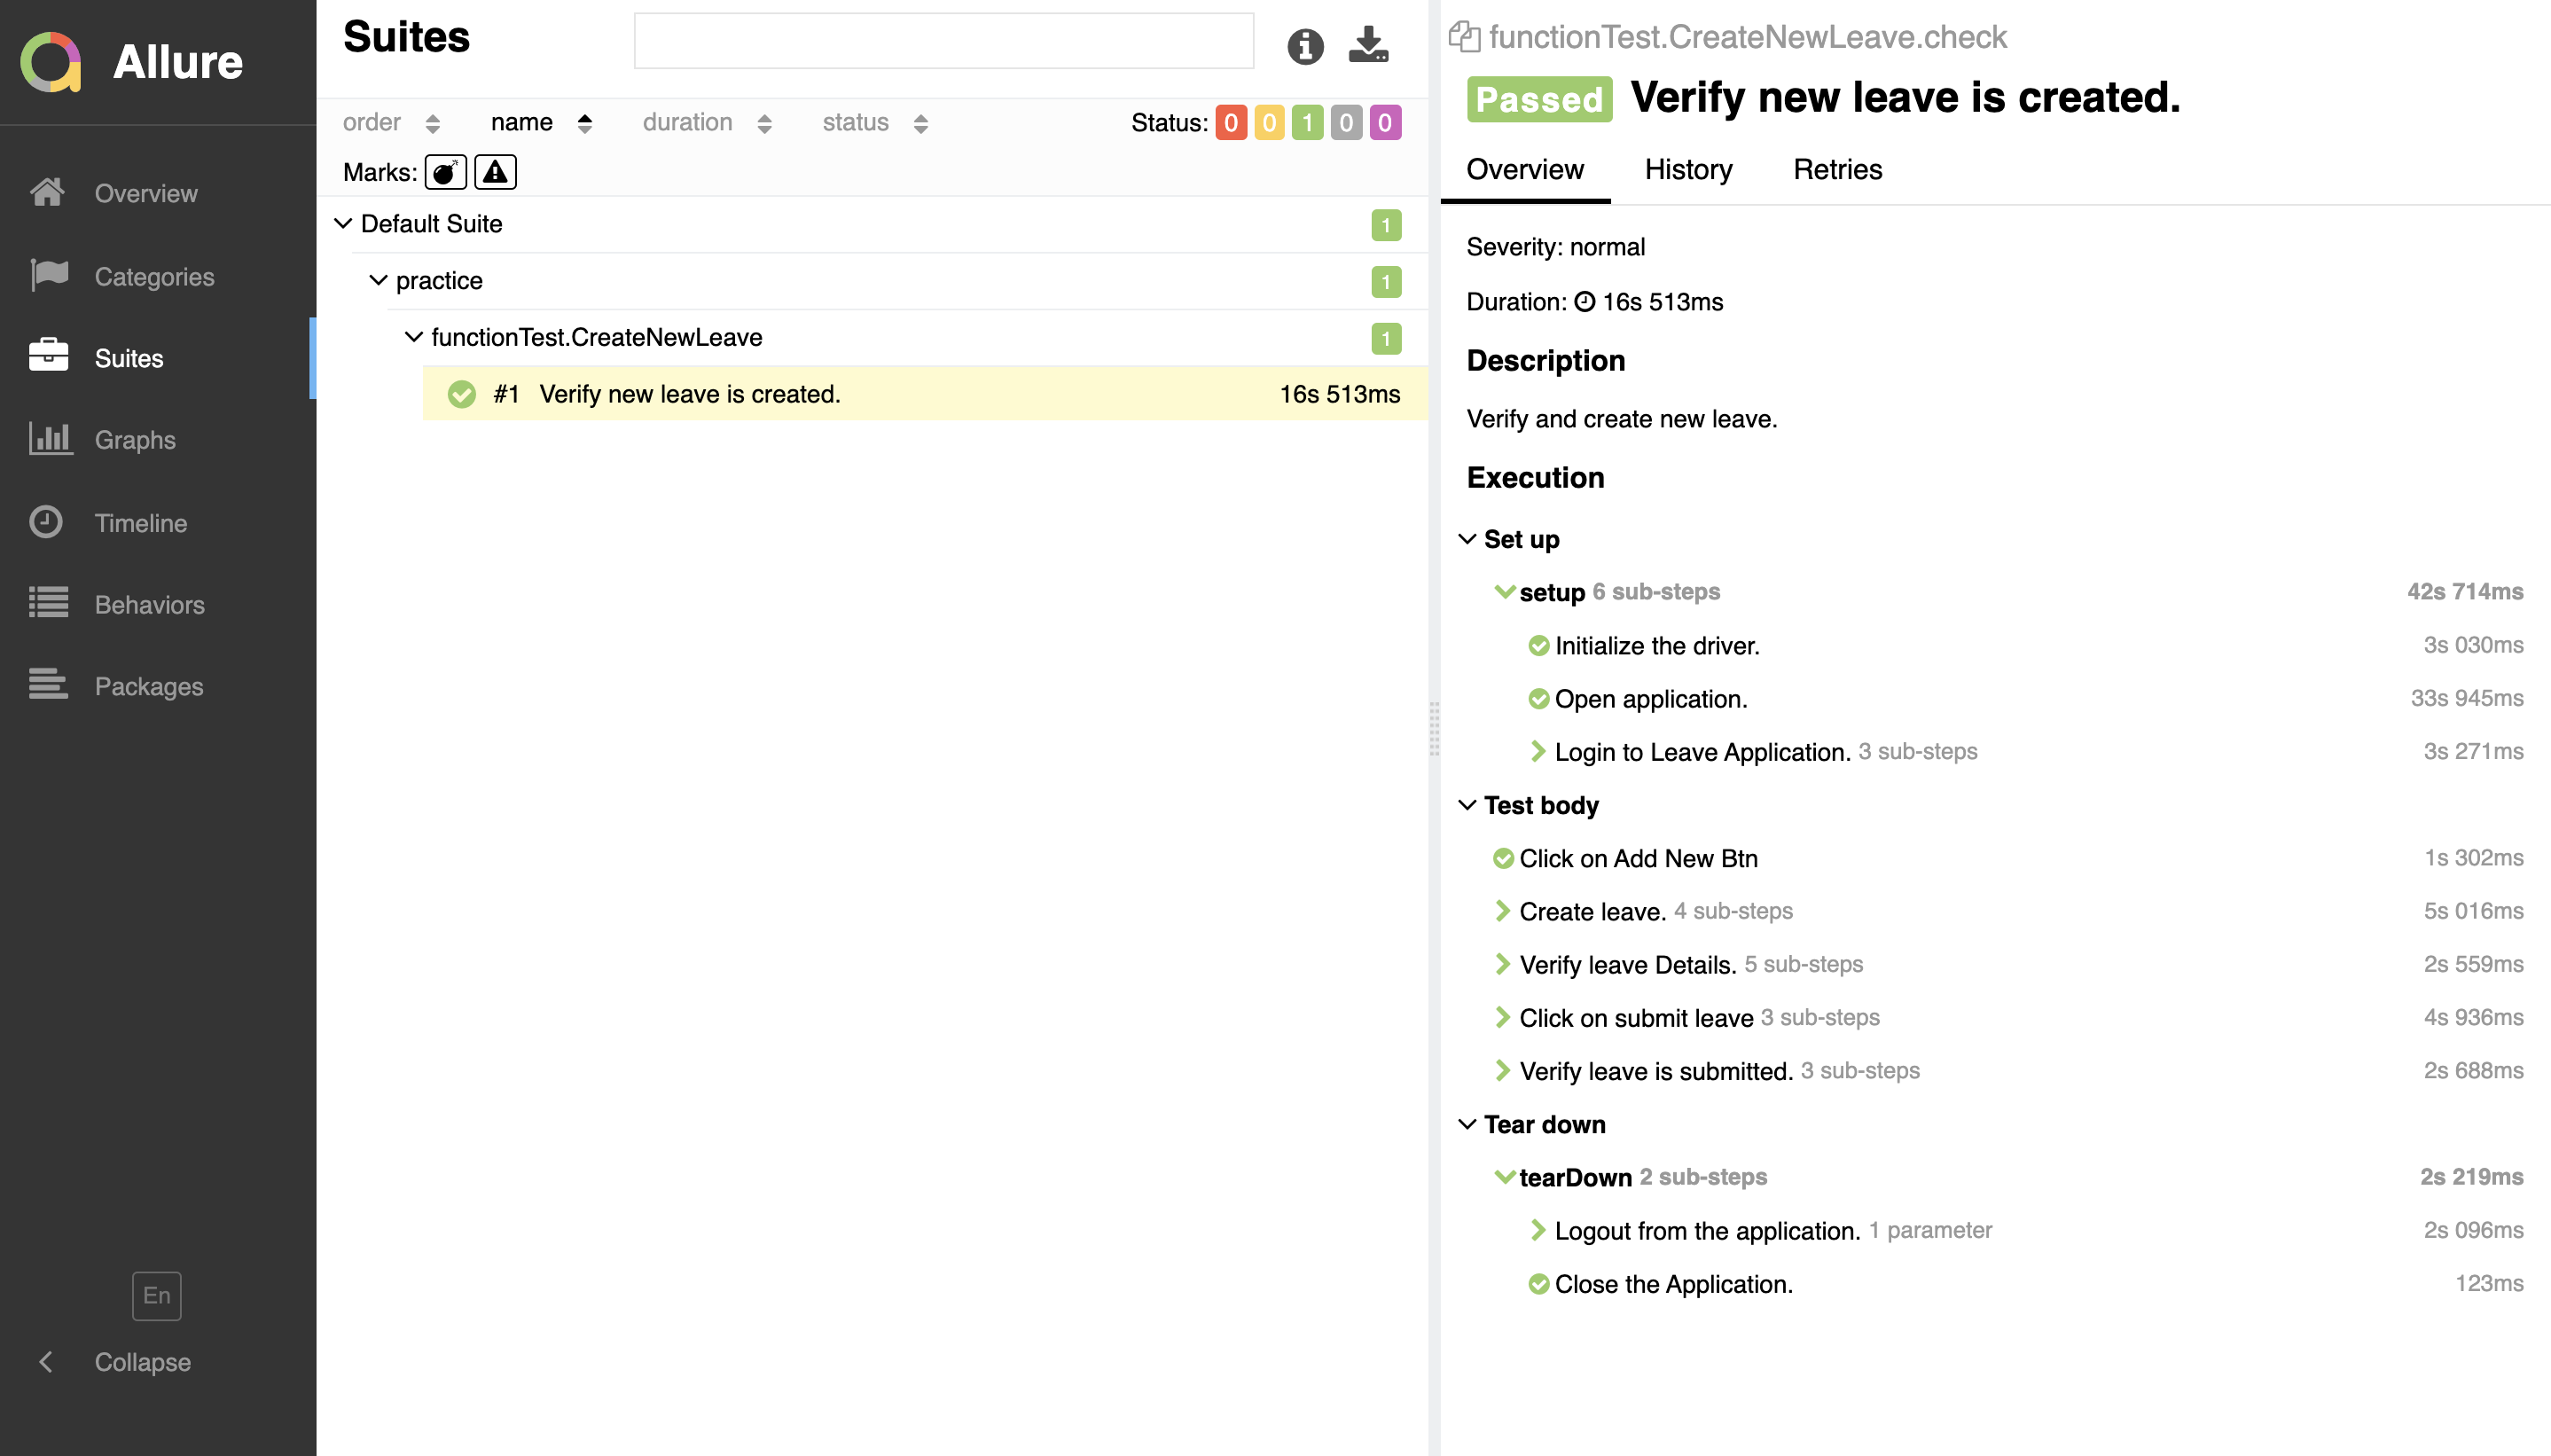 Allure
Overview
Categories
Suites
Graphs
Timeline
Behaviors
Packages
En
Collapse
Suites
order name duration status Status: 0 0 1 0 0
Marks:
Default Suite 1
practice 1
functionTest.CreateNewLeave 1
#1 Verify new leave is created. 16s 513ms
functionTest.CreateNewLeave.check
Passed Verify new leave is created.
Overview History Retries
Severity: normal
Duration: 16s 513ms
Description
Verify and create new leave.
Execution
Set up
setup 6 sub-steps 42s 714ms
Initialize the driver. 3s 030ms
Open application. 33s 945ms
Login to Leave Application. 3 sub-steps 3s 271ms
Test body
Click on Add New Btn 1s 302ms
Create leave. 4 sub-steps 5s 016ms
Verify leave Details. 5 sub-steps 2s 559ms
Click on submit leave 3 sub-steps 4s 936ms
Verify leave is submitted. 3 sub-steps 2s 688ms
Tear down
tearDown 2 sub-steps 2s 219ms
Logout from the application. 1 parameter 2s 096ms
Close the Application. 123ms